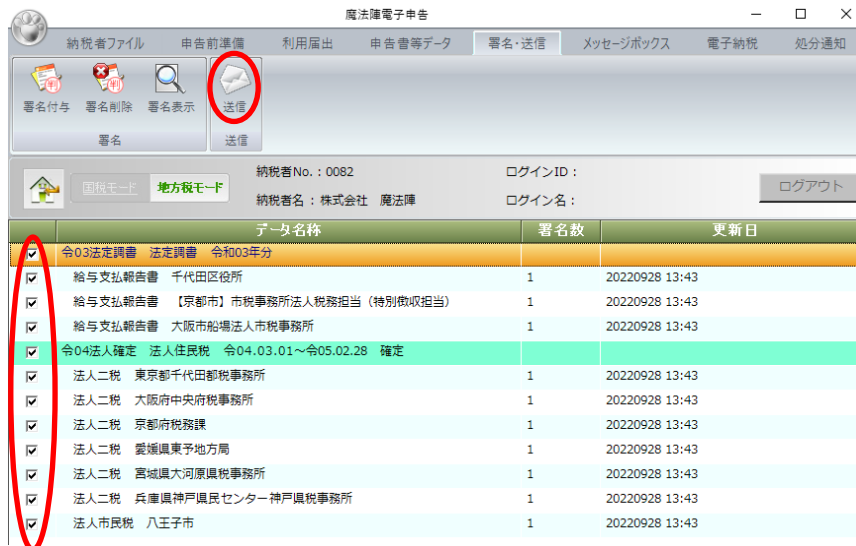 魔法陣電子申告
納税者ファイル 申告前準備 利用届出 申告書等データ 署名・送信 メッセージボックス 電子納税 処分通知
署名付与 署名削除 署名表示 送信
署名 送信
国税モード 地方税モード 納税者No.：0082 ログインID： ログアウト
納税者名 ：株式会社 魔法陣 ログイン名：
データ名称 署名数 更新日
令03法定調書 法定調書 令和03年分
給与支払報告書 千代田区役所 1 20220928 13:43
給与支払報告書 【京都市】市税事務所法人税務担当（特別徴収担当） 1 20220928 13:43
給与支払報告書 大阪市船場法人市税事務所 1 20220928 13:43
令04法人確定 法人住民税 令04.03.01～令05.02.28 確定
法人二税 東京都千代田都税事務所 1 20220928 13:43
法人二税 大阪府中央府税事務所 1 20220928 13:43
法人二税 京都府税務課 1 20220928 13:43
法人二税 愛媛県東予地方局 1 20220928 13:43
法人二税 宮城県大河原県税事務所 1 20220928 13:43
法人二税 兵庫県神戸県民センター神戸県税事務所 1 20220928 13:43
法人市民税 八王子市 1 20220928 13:43